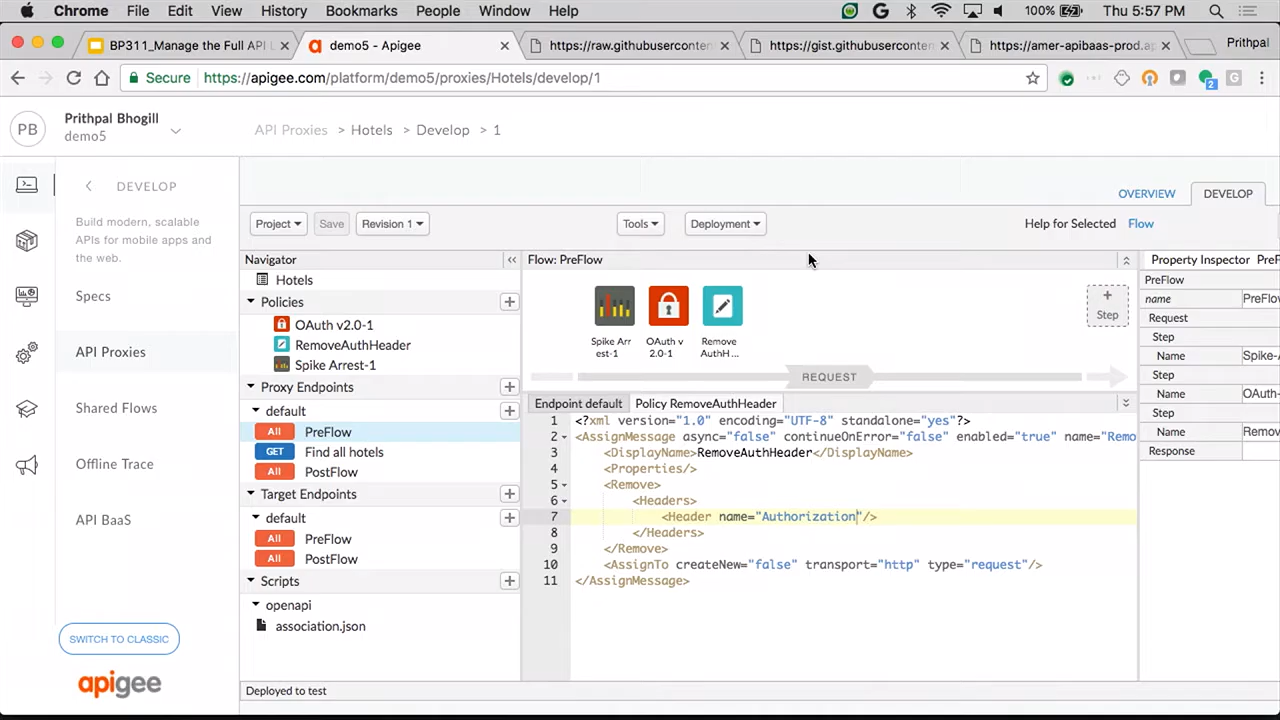 Chrome File Edit View History Bookmarks People Window Help 100% Thu 5:57 PM
BP311_Manage the Full API L × demo5 - Apigee × https://raw.githubuserconten × https://gist.githubuserconten × https://amer-apibaas-prod.ap × Prithpal
Secure https://apigee.com/platform/demo5/proxies/Hotels/develop/1
2
G
PB
Prithpal Bhogill
demo5
API Proxies > Hotels > Develop > 1
DEVELOP
Build modern, scalable
APIs for mobile apps and
the web.
Specs
API Proxies
Shared Flows
Offline Trace
API BaaS
SWITCH TO CLASSIC
apigee
OVERVIEW DEVELOP
Project Save Revision 1 Tools Deployment Help for Selected Flow
Navigator
Hotels
Policies
OAuth v2.0-1
RemoveAuthHeader
Spike Arrest-1
Proxy Endpoints
default
All PreFlow
GET Find all hotels
All PostFlow
Target Endpoints
default
All PreFlow
All PostFlow
Scripts
openapi
association.json
Flow: PreFlow
Spike Arr
est-1
OAuth v
2.0-1
Remove
AuthH...
+
Step
REQUEST
Endpoint default Policy RemoveAuthHeader
1 <?xml version="1.0" encoding="UTF-8" standalone="yes"?>
2 <AssignMessage async="false" continueOnError="false" enabled="true" name="Remo
3 <DisplayName>RemoveAuthHeader</DisplayName>
4 <Properties/>
5 <Remove>
6 <Headers>
7 <Header name="Authorization"/>
8 </Headers>
9 </Remove>
10 <AssignTo createNew="false" transport="http" type="request"/>
11 </AssignMessage>
Property Inspector PreF
PreFlow
name PreFlo
Request
Step
Name Spike-A
Step
Name OAuth-
Step
Name Remov
Response
Deployed to test